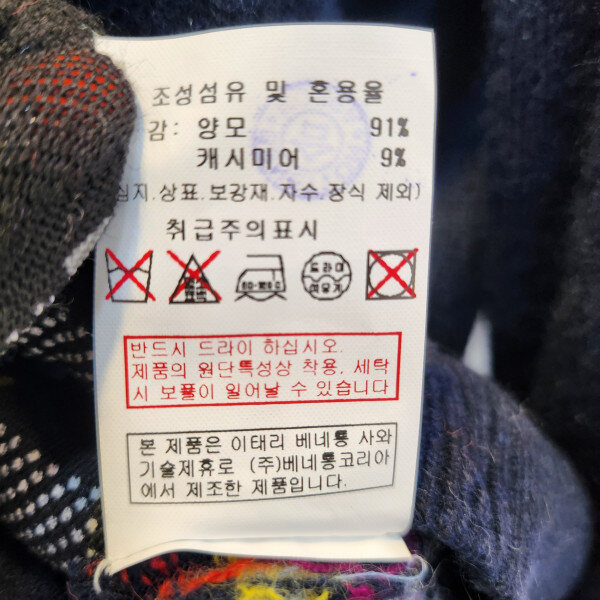 조성섬유 및 혼용율
감: 양모 91%
캐시미어 9%
심지.상표.보강재.자수.장식 제외)
취급주의표시
80-120 C
드라이
반드시 드라이 하십시오.
제품의 원단특성상 착용, 세탁
시 보풀이 일어날 수 있습니다
본 제품은 이태리 베네통 사와
기술제휴로 (주)베네통코리아
에서 제조한 제품입니다.